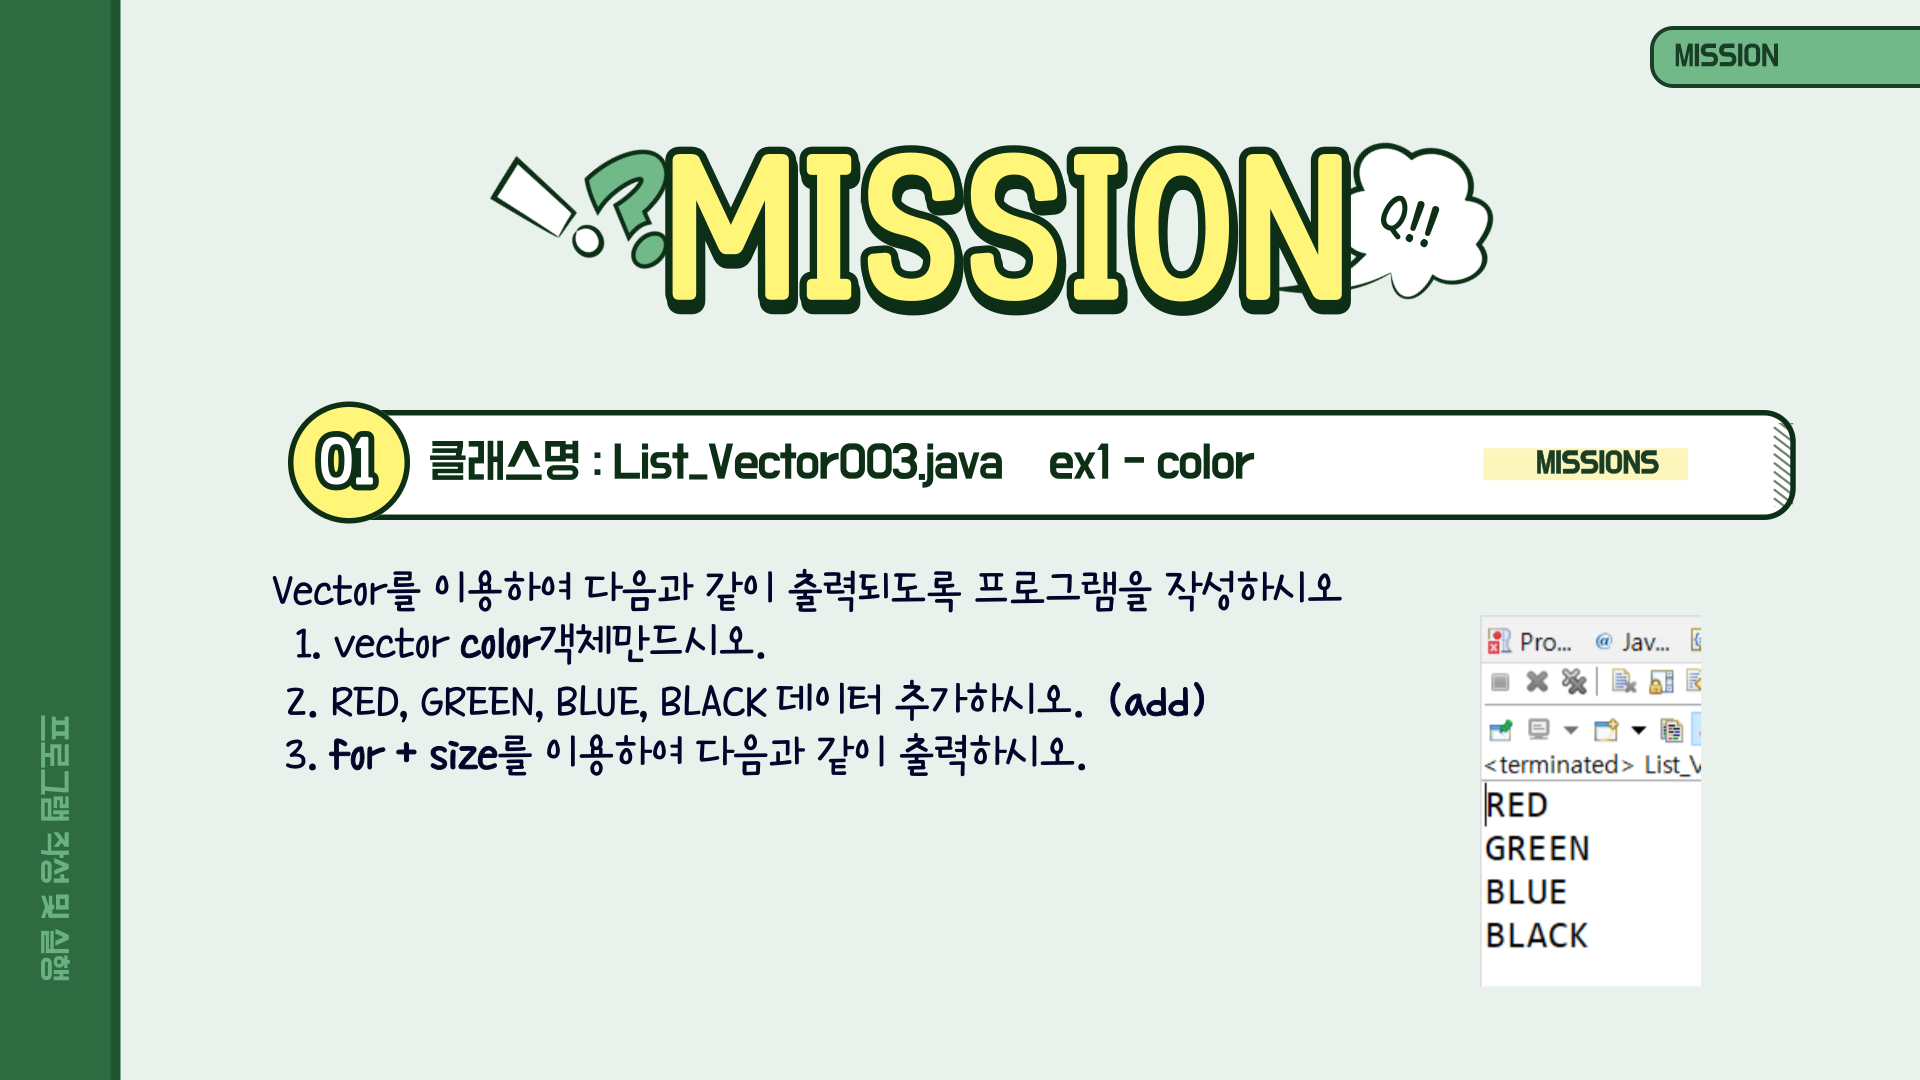 MISSION
MISSION
Q!!
01 클래스명 : List_Vector003.java ex1 - color
MISSIONS
Vector를 이용하여 다음과 같이 출력되도록 프로그램을 작성하시오
1. vector color객체만드시오.
2. RED, GREEN, BLUE, BLACK 데이터 추가하시오. (add)
3. for + size를 이용하여 다음과 같이 출력하시오.
Pro... @ Jav...
<terminated> List_V
RED
GREEN
BLUE
BLACK
프로그램 작성 및 실행